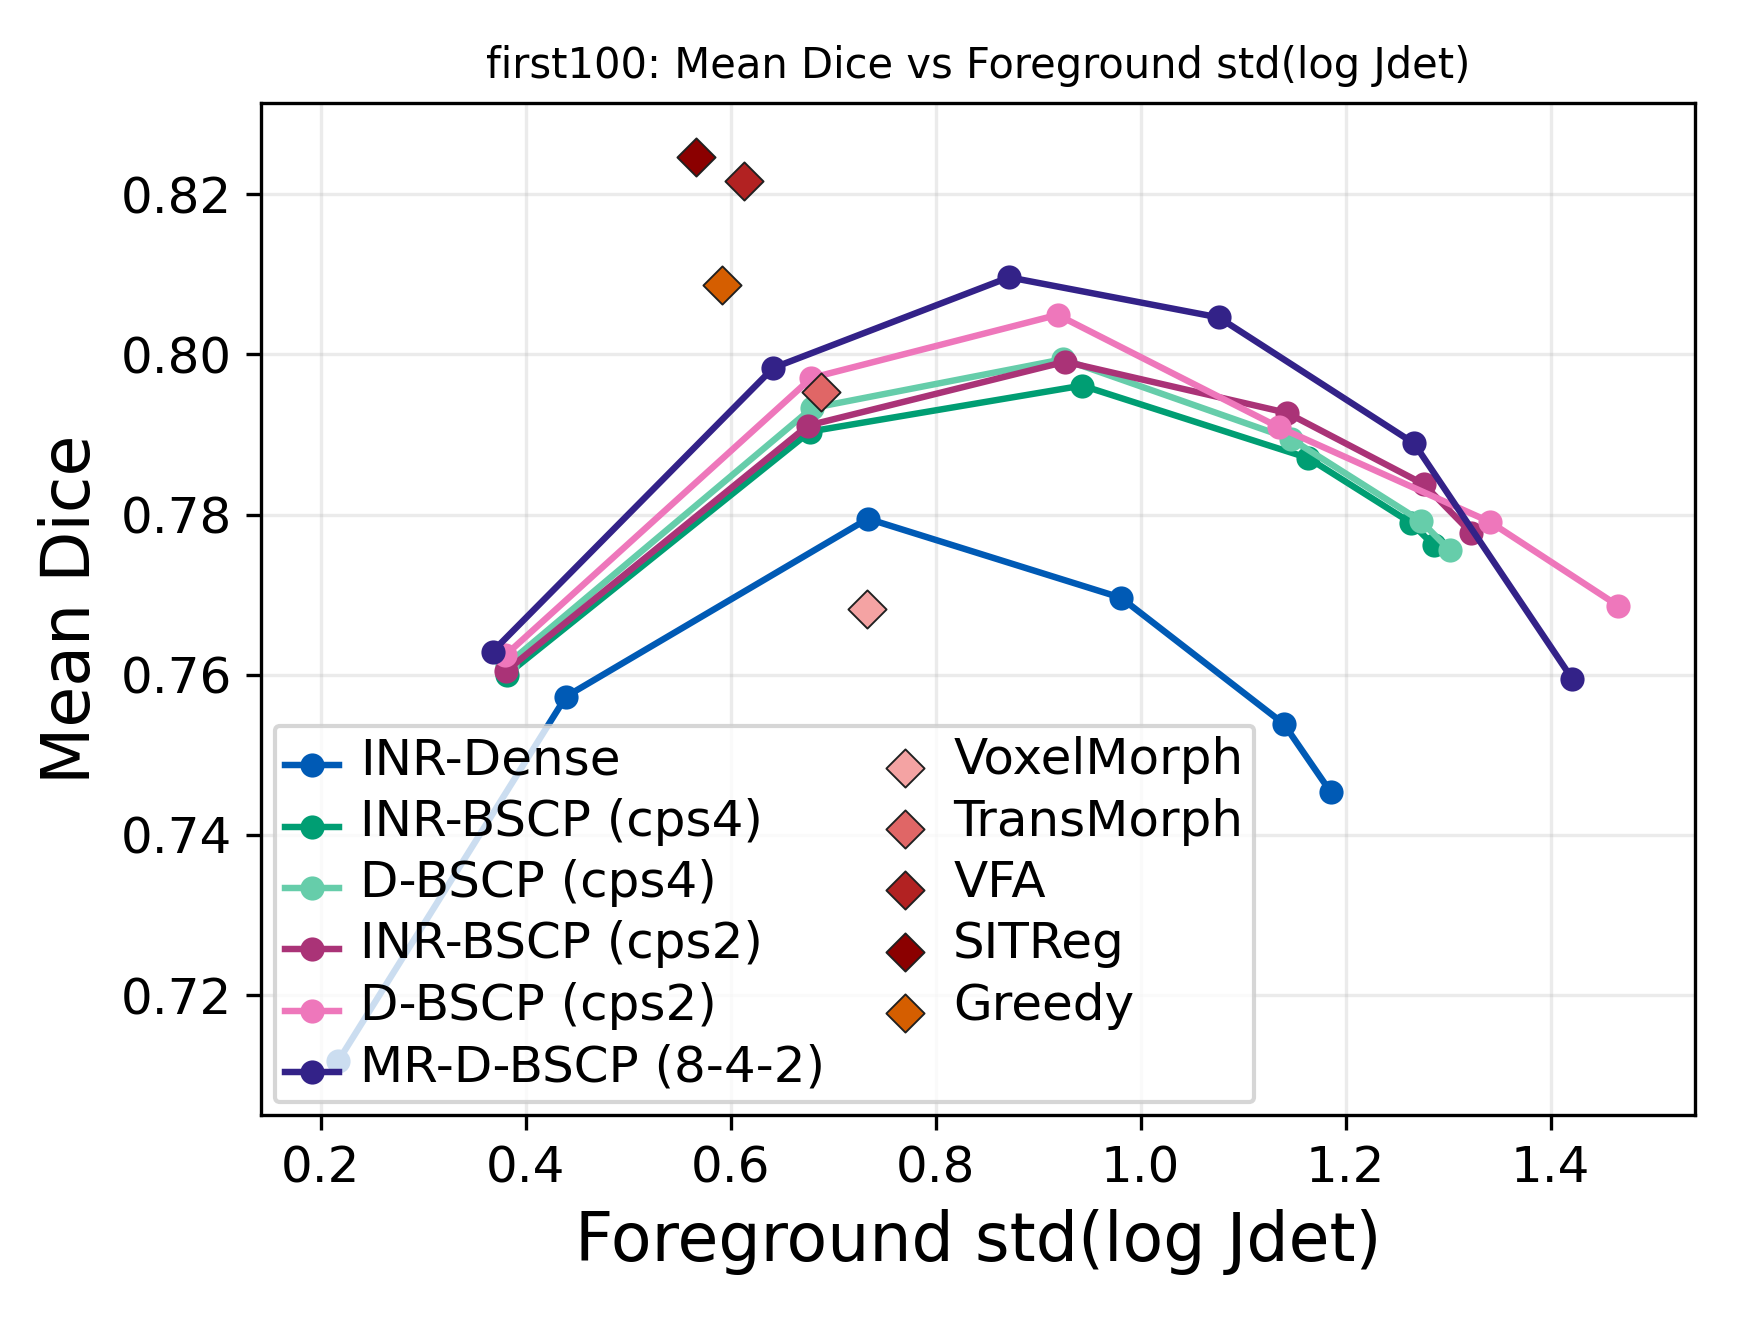 first100: Mean Dice vs Foreground std(log Jdet)
Mean Dice
0.82
0.80
0.78
0.76
0.74
0.72
INR-Dense
INR-BSCP (cps4)
D-BSCP (cps4)
INR-BSCP (cps2)
D-BSCP (cps2)
MR-D-BSCP (8-4-2)
VoxelMorph
TransMorph
VFA
SITReg
Greedy
0.2 0.4 0.6 0.8 1.0 1.2 1.4
Foreground std(log Jdet)